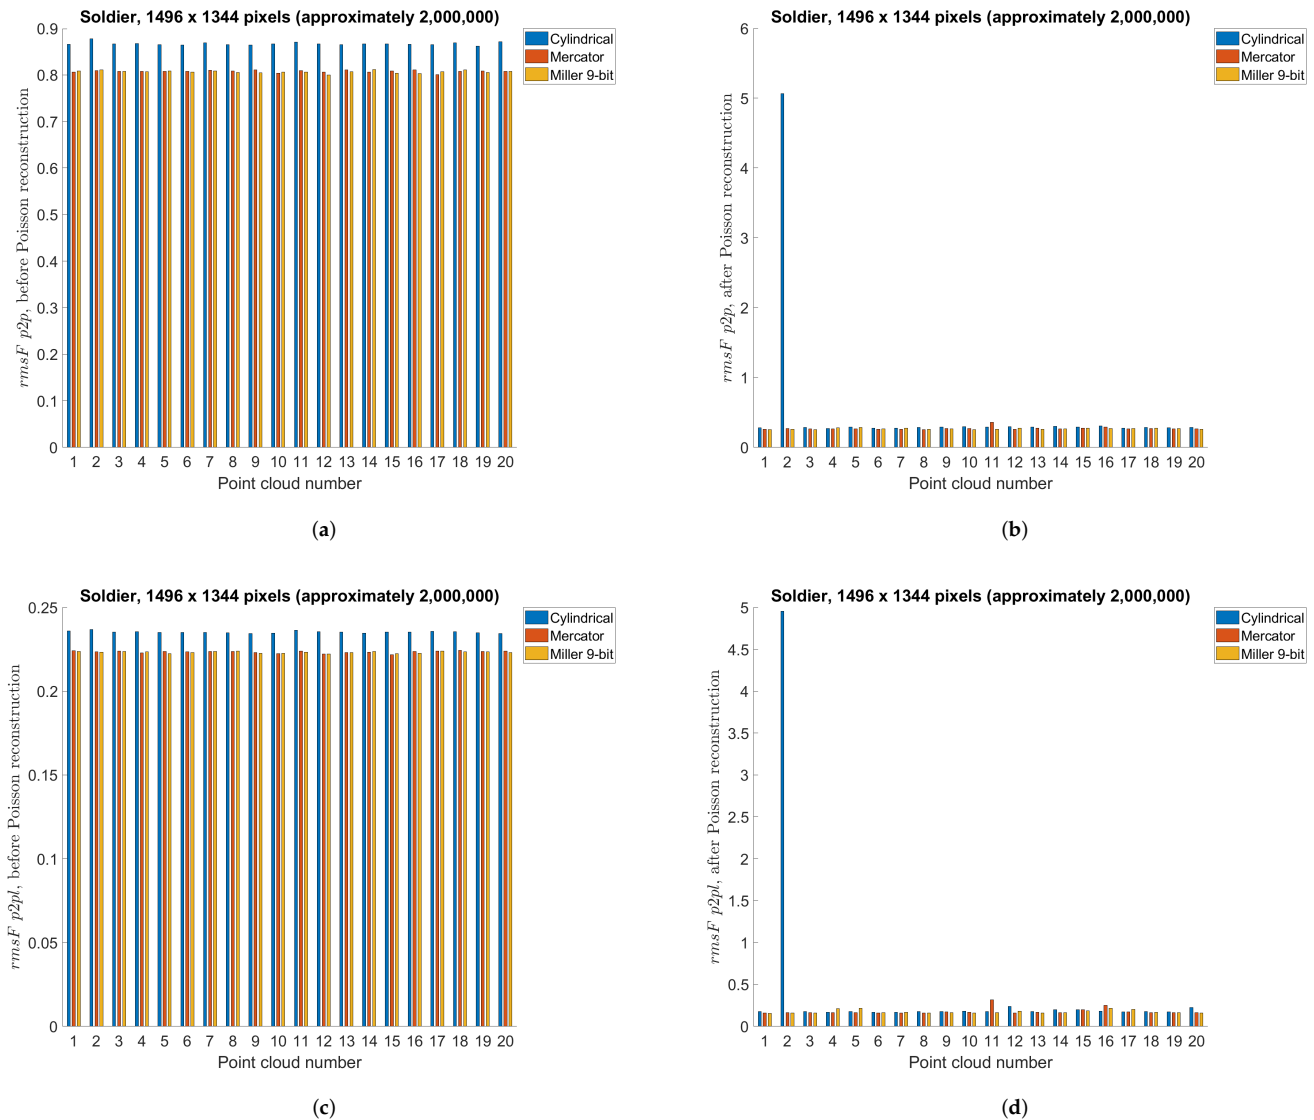 Soldier, 1496 x 1344 pixels (approximately 2,000,000)
Cylindrical
Mercator
Miller 9-bit
rmsF p2p, before Poisson reconstruction
0.9
0.8
0.7
0.6
0.5
0.4
0.3
0.2
0.1
0
1 2 3 4 5 6 7 8 9 10 11 12 13 14 15 16 17 18 19 20
Point cloud number
(a)
Soldier, 1496 x 1344 pixels (approximately 2,000,000)
Cylindrical
Mercator
Miller 9-bit
rmsF p2p, after Poisson reconstruction
6
5
4
3
2
1
0
1 2 3 4 5 6 7 8 9 10 11 12 13 14 15 16 17 18 19 20
Point cloud number
(b)
Soldier, 1496 x 1344 pixels (approximately 2,000,000)
Cylindrical
Mercator
Miller 9-bit
rmsF p2pl, before Poisson reconstruction
0.25
0.2
0.15
0.1
0.05
0
1 2 3 4 5 6 7 8 9 10 11 12 13 14 15 16 17 18 19 20
Point cloud number
(c)
Soldier, 1496 x 1344 pixels (approximately 2,000,000)
Cylindrical
Mercator
Miller 9-bit
rmsF p2pl, after Poisson reconstruction
5
4.5
4
3.5
3
2.5
2
1.5
1
0.5
0
1 2 3 4 5 6 7 8 9 10 11 12 13 14 15 16 17 18 19 20
Point cloud number
(d)